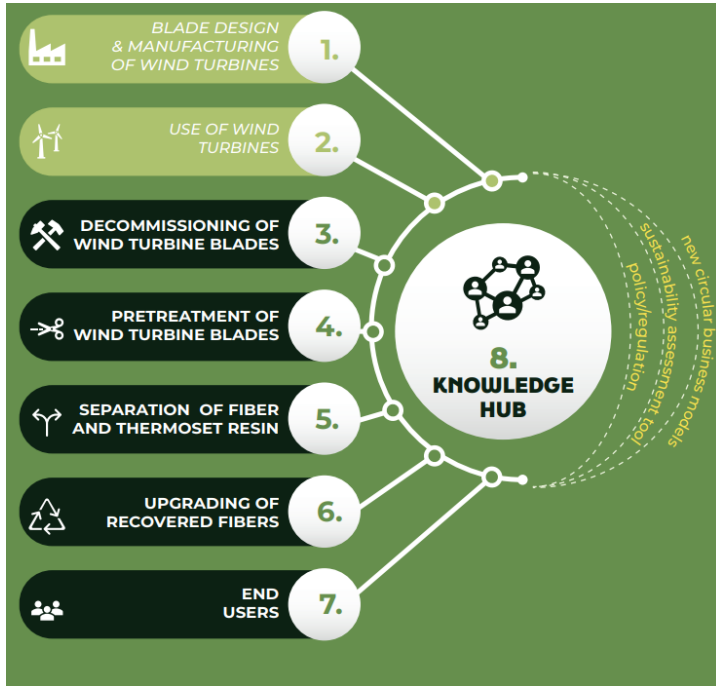 BLADE DESIGN
& MANUFACTURING
OF WIND TURBINES
1.
USE OF WIND
TURBINES
2.
DECOMMISSIONING OF
WIND TURBINE BLADES
3.
PRETREATMENT OF
WIND TURBINE BLADES
4.
SEPARATION OF FIBER
AND THERMOSET RESIN
5.
UPGRADING OF
RECOVERED FIBERS
6.
END
USERS
7.
8.
KNOWLEDGE
HUB
policy/regulation
sustainability assessment tool
new circular business models